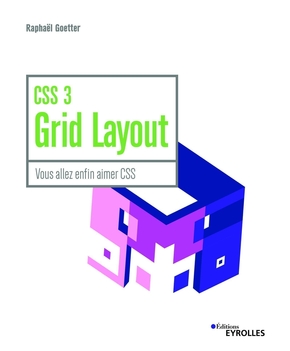 Raphaël Goetter
CSS 3
Grid Layout
Vous allez enfin aimer CSS
Éditions
EYROLLES